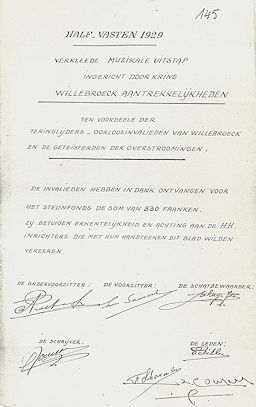 145
HALF-VASTEN 1929
VERKLEEDE MUZIKALE UITSTAP
INGERICHT DOOR KRING
WILLEBROECK AANTREKKELIJKHEDEN
TEN VOORDEELE DER
TERINGLIJDERS, OORLOGSINVALIEDEN VAN WILLEBROECK
EN DE GETEISTERDEN DER OVERSTROOMINGEN.
DE INVALIEDEN HEBBEN IN DANK ONTVANGEN VOOR
HET STEUNFONDS DE SOM VAN 530 FRANKEN.
ZIJ BETUIGEN ERKENTELIJKHEID EN ACHTING AAN DE HH.
INRICHTERS DIE MET HUN HANDTEEKEN DIT BLAD WILDEN
VEREEREN.
DE ONDERVOORZITTER: DE VOORZITTER: DE SCHATBEWAARDER:
DE SCHRIJVER: DE LEDEN: